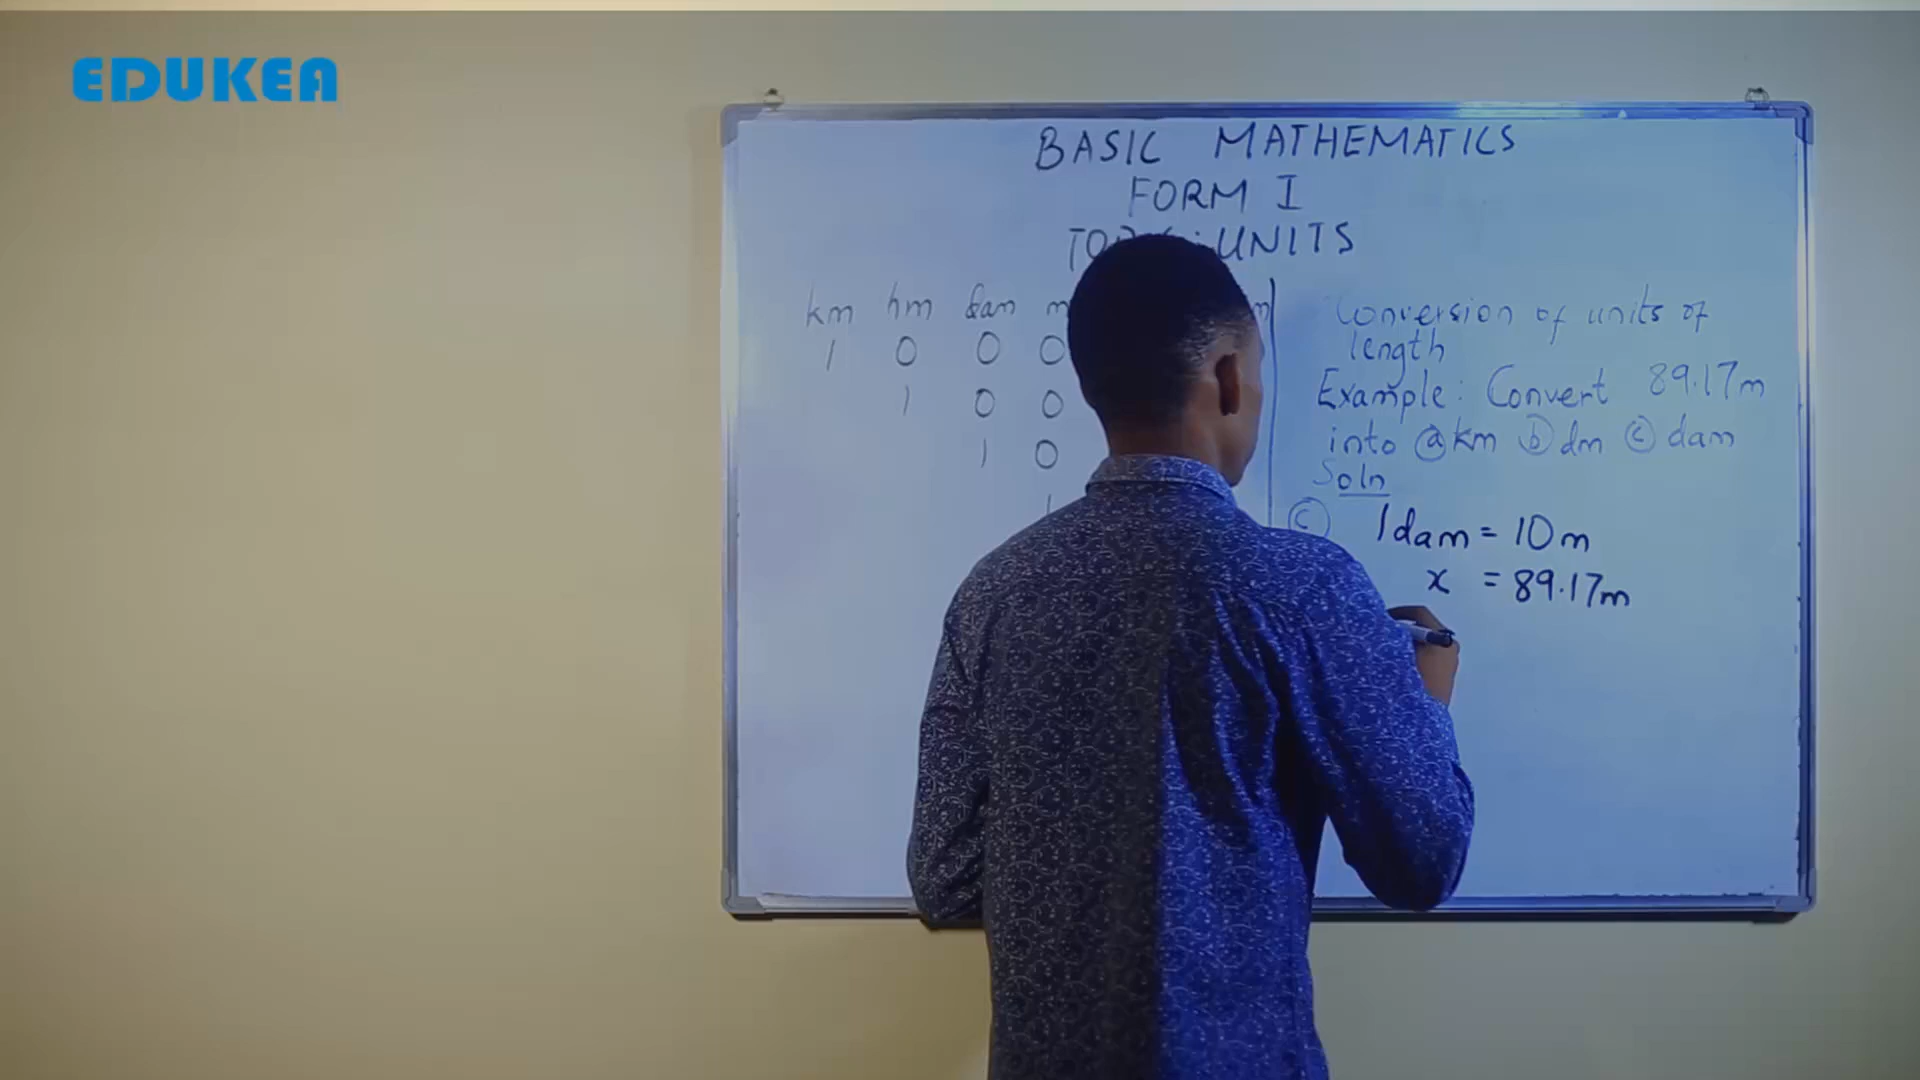 EDUKEA
BASIC MATHEMATICS
FORM I
UNITS
km hm dam m
1 0 0 0
1 0 0
1 0
Conversion of units of
length
Example: Convert 89.17m
into ⓐ km ⓑ dm ⓒ dam
Soln
ⓒ 1dam = 10m
x = 89.17m